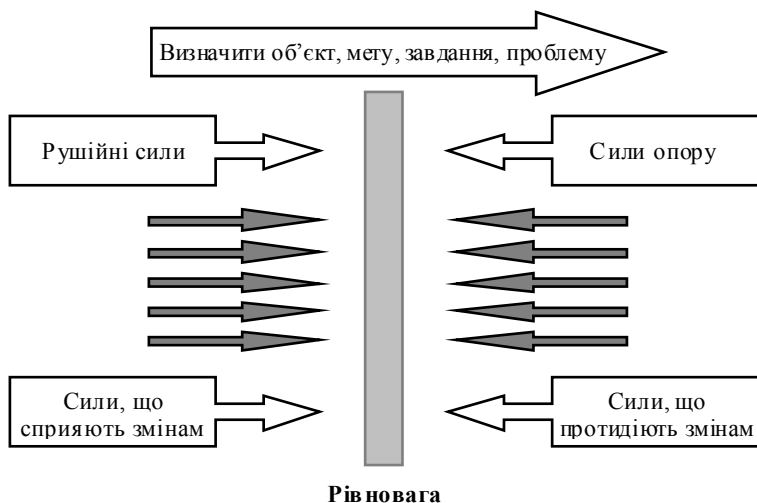 Визначити об’єкт, мету, завдання, проблему
Рушійні сили
Сили опору
Сили, що
сприяють змінам
Сили, що
протидіють змінам
Рівновага